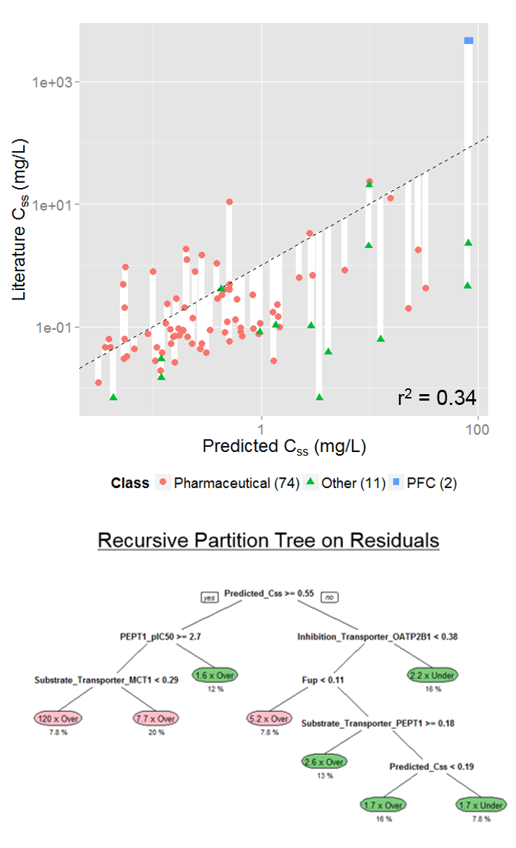 1e+03
1e+01
1e-01
Literature Css (mg/L)
r2 = 0.34
1
100
Predicted Css (mg/L)
Class Pharmaceutical (74) Other (11) PFC (2)
Recursive Partition Tree on Residuals
yes Predicted_Css >= 0.55 no
PEPT1_pIC50 >= 2.7
Inhibition_Transporter_OATP2B1 < 0.38
Substrate_Transporter_MCT1 < 0.29
1.6 x Over
12 %
Fup < 0.11
2.2 x Under
16 %
120 x Over
7.8 %
7.7 x Over
20 %
5.2 x Over
7.8 %
Substrate_Transporter_PEPT1 >= 0.18
2.6 x Over
13 %
Predicted_Css < 0.19
1.7 x Over
16 %
1.7 x Under
7.8 %